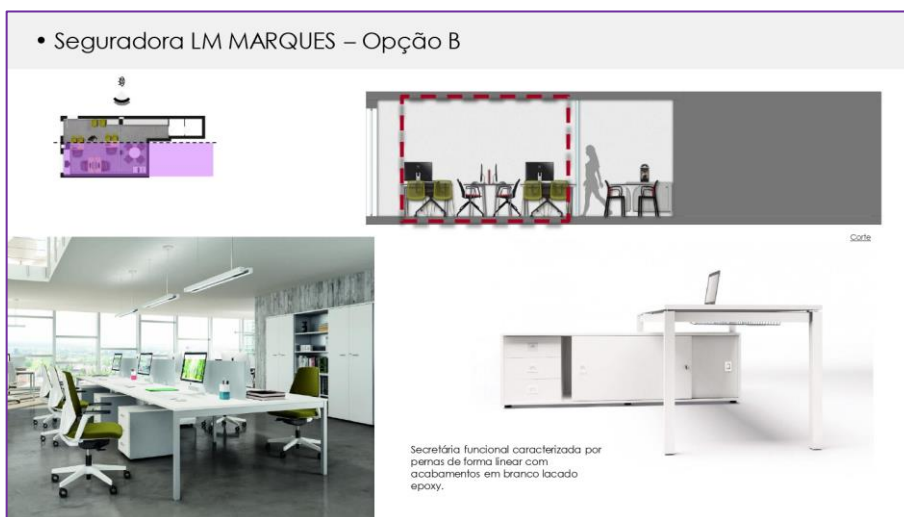 • Seguradora LM MARQUES – Opção B
Corte
Secretária funcional caracterizada por
pernas de forma linear com
acabamentos em branco lacado
epoxy.